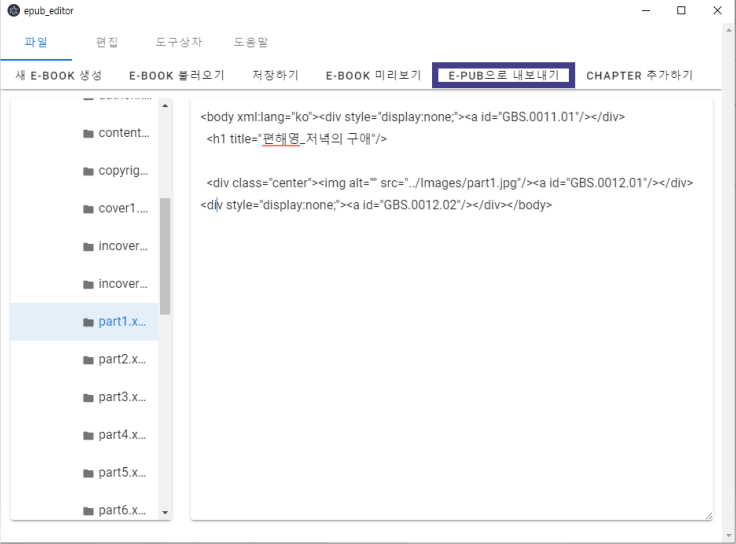 epub_editor
파일 편집 도구상자 도움말
새 E-BOOK 생성 E-BOOK 불러오기 저장하기 E-BOOK 미리보기 E-PUB으로 내보내기 CHAPTER 추가하기
content...
copyrig...
cover1....
incover...
incover...
part1.x...
part2.x...
part3.x...
part4.x...
part5.x...
part6.x...
<body xml:lang="ko"><div style="display:none;"><a id="GBS.0011.01"/></div>
<h1 title="편해영_저녁의 구애"/>
<div class="center"><img alt="" src="../Images/part1.jpg"/><a id="GBS.0012.01"/></div>
<div style="display:none;"><a id="GBS.0012.02"/></div></body>